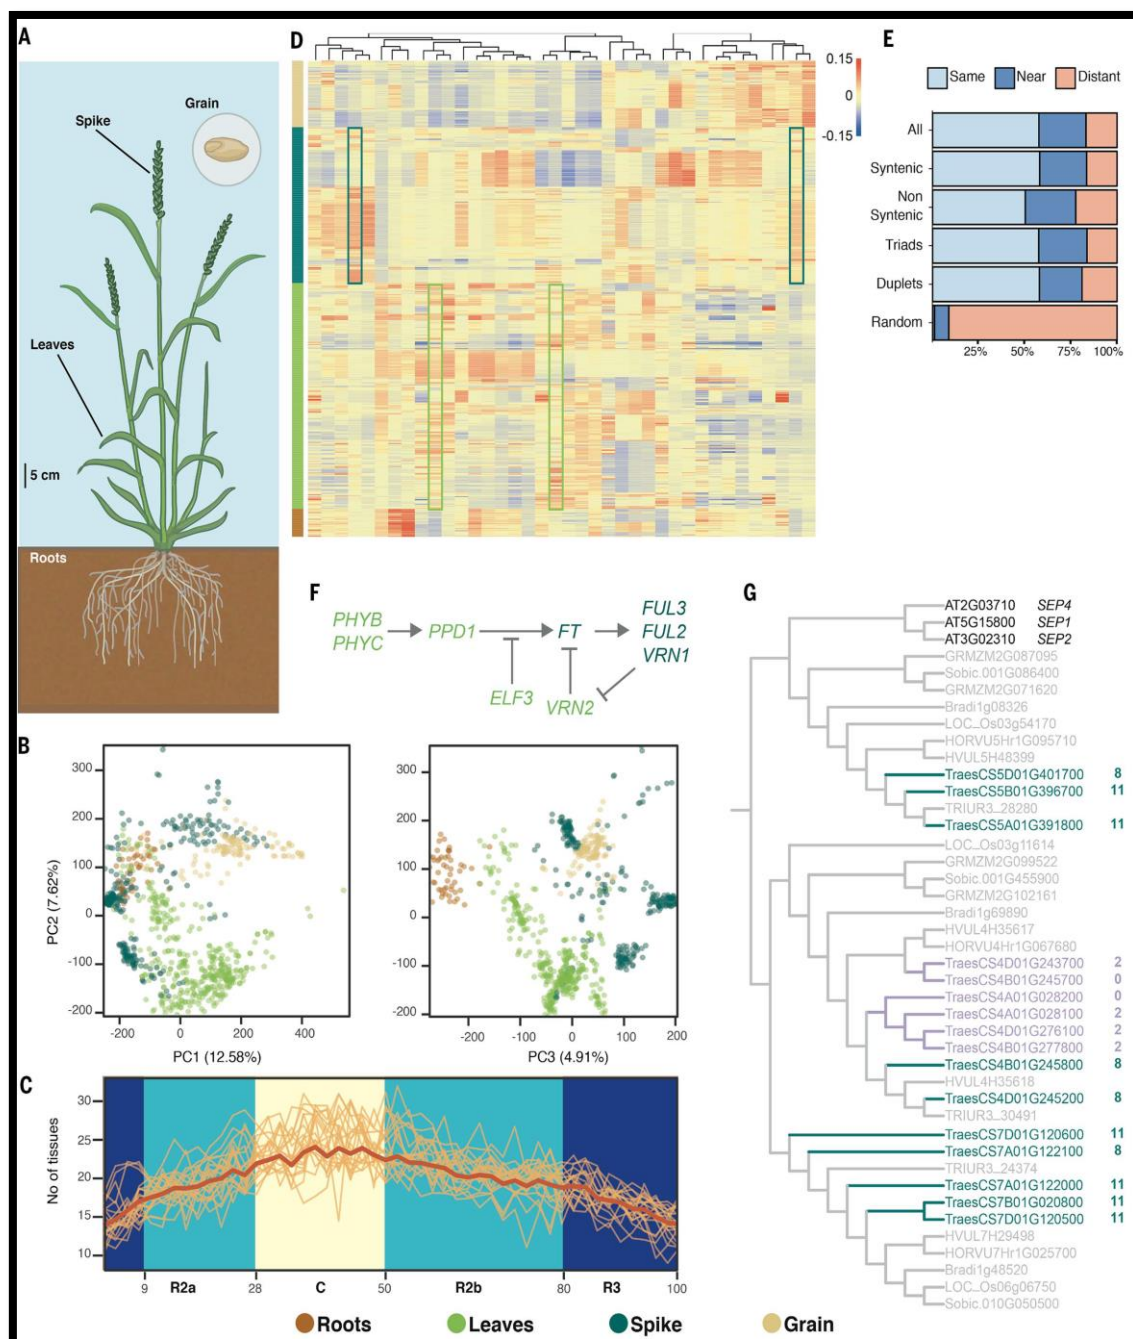 A
Spike
Grain
Leaves
5 cm
Roots
D
0.15
0
-0.15
E
Same Near Distant
All
Syntenic
Non
Syntenic
Triads
Duplets
Random
25% 50% 75% 100%
F
PHYB
PHYC
PPD1
FT
FUL3
FUL2
VRN1
ELF3
VRN2
G
AT2G03710 SEP4
AT5G15800 SEP1
AT3G02310 SEP2
GRMZM2G087095
Sobic.001G086400
GRMZM2G071620
Bradi1g08326
LOC_Os03g54170
HORVU5Hr1G095710
HVUL5H48399
TraesCS5D01G401700 8
TraesCS5B01G396700 11
TRIUR3_28280
TraesCS5A01G391800 11
LOC_Os03g11614
GRMZM2G099522
Sobic.001G455900
GRMZM2G102161
Bradi1g69890
HVUL4H35617
HORVU4Hr1G067680
TraesCS4D01G243700 2
TraesCS4B01G245700 0
TraesCS4A01G028200 0
TraesCS4A01G028100 2
TraesCS4D01G276100 2
TraesCS4B01G277800 2
TraesCS4B01G245800 8
HVUL4H35618
TraesCS4D01G245200 8
TRIUR3_30491
TraesCS7D01G120600 11
TraesCS7A01G122100 8
TRIUR3_24374
TraesCS7A01G122000 11
TraesCS7B01G020800 11
TraesCS7D01G120500 11
HVUL7H29498
HORVU7Hr1G025700
Bradi1g48520
LOC_Os06g06750
Sobic.010G050500
B
PC2 (7.62%)
300
200
100
0
-100
-200
-200 0 200 400
PC1 (12.58%)
300
200
100
0
-100
-200
-200 -100 0 100 200
PC3 (4.91%)
C
No of tissues
30
25
20
15
10
9 R2a 28 C 50 R2b 80 R3 100
Roots Leaves Spike Grain